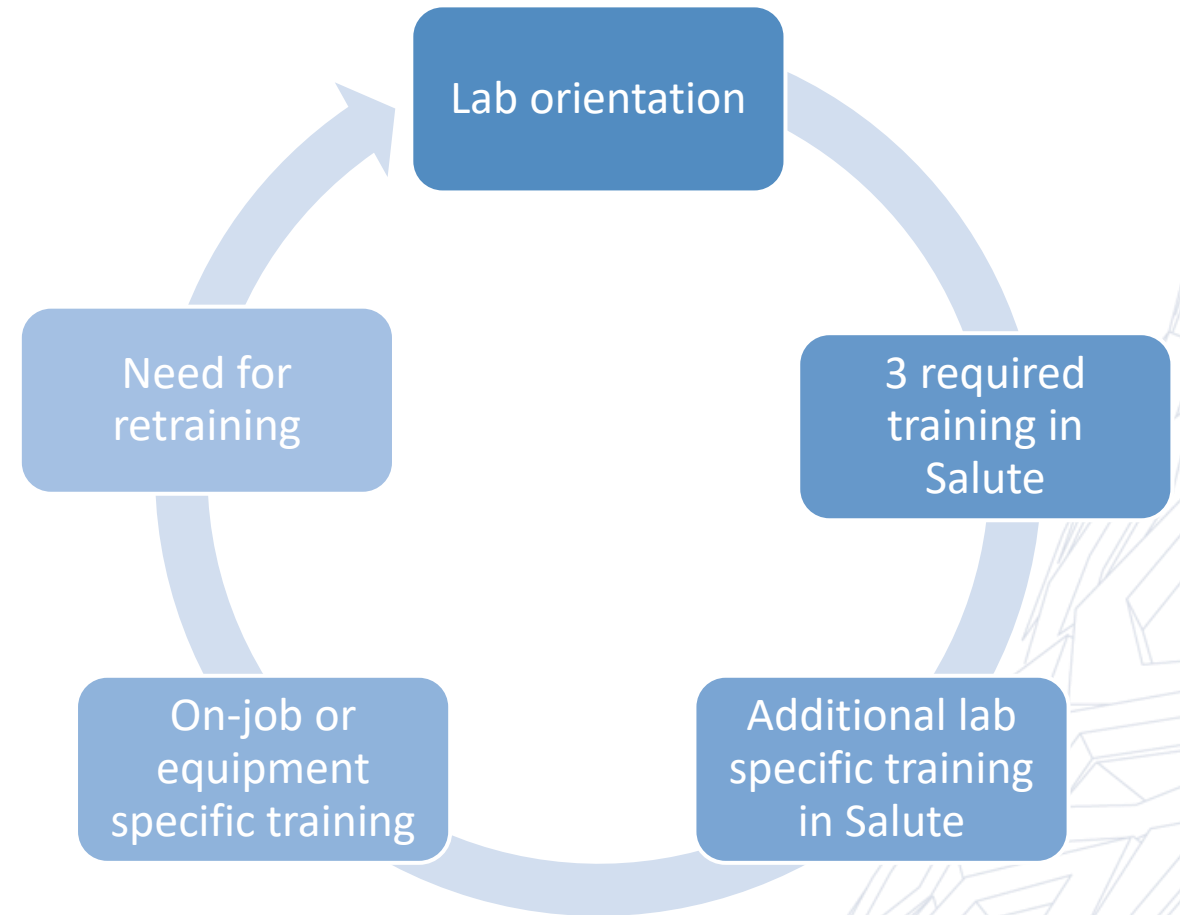 Lab orientation
3 required
training in
Salute
Additional lab
specific training
in Salute
On-job or
equipment
specific training
Need for
retraining